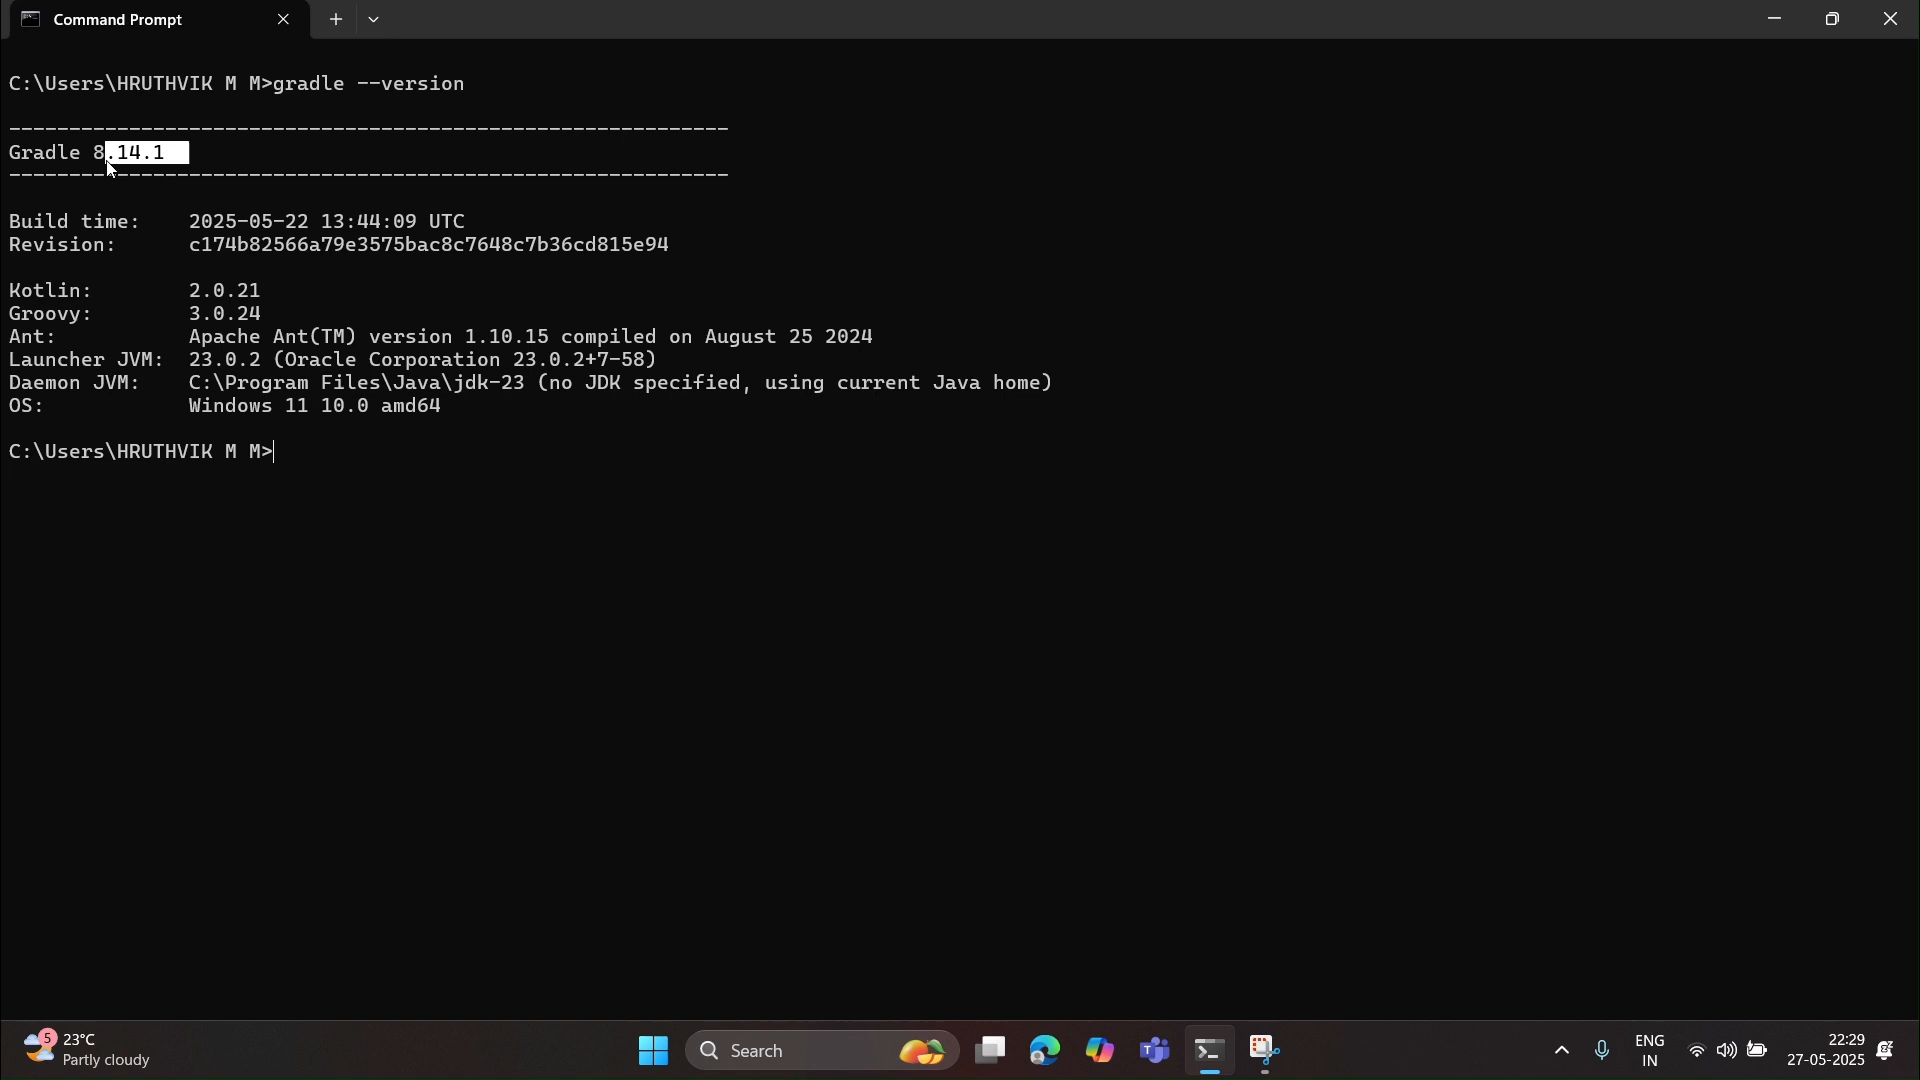 Command Prompt
C:\Users\HRUTHVIK M M>gradle --version
------------------------------------------------------------
Gradle 8.14.1
------------------------------------------------------------
Build time:    2025-05-22 13:44:09 UTC
Revision:      c174b82566a79e3575bac8c7648c7b36cd815e94
Kotlin:        2.0.21
Groovy:        3.0.24
Ant:           Apache Ant(TM) version 1.10.15 compiled on August 25 2024
Launcher JVM:  23.0.2 (Oracle Corporation 23.0.2+7-58)
Daemon JVM:    C:\Program Files\Java\jdk-23 (no JDK specified, using current Java home)
OS:            Windows 11 10.0 amd64
C:\Users\HRUTHVIK M M>
5 23°C
Partly cloudy
Search
ENG
IN
22:29
27-05-2025